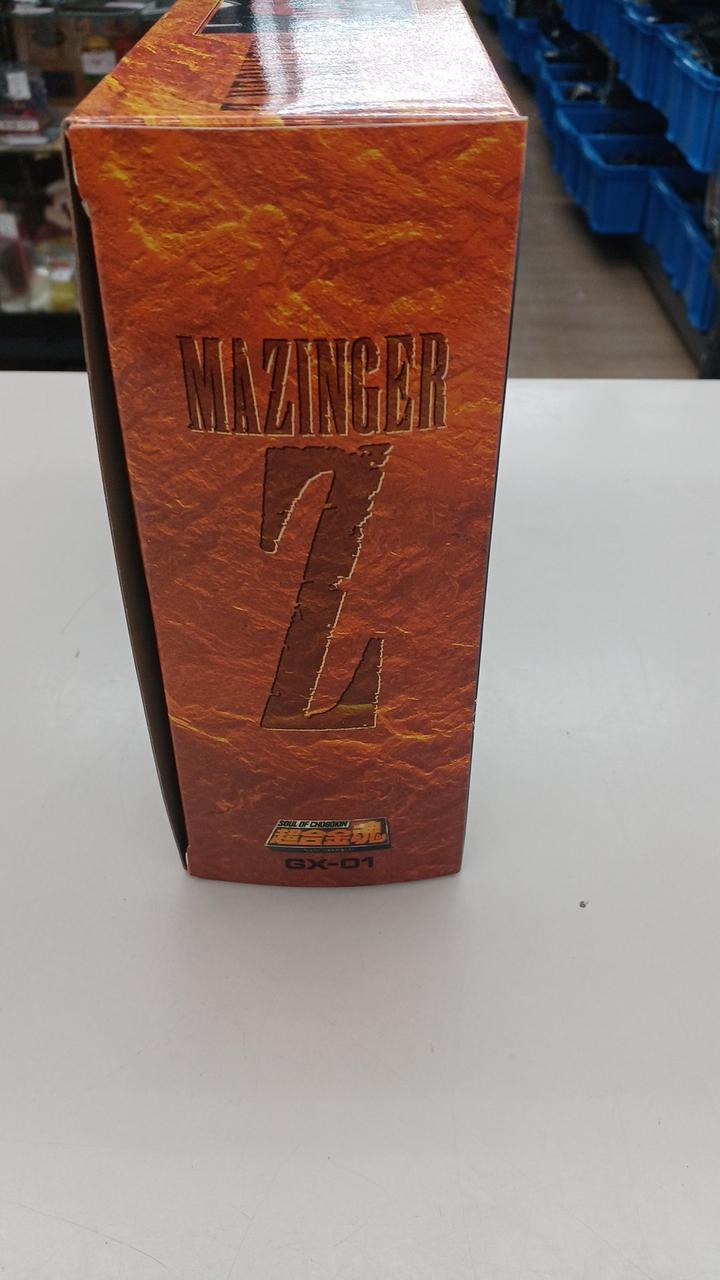 MAZINGER
Z
SOUL OF CHOGOKIN
超合金魂
GX-01